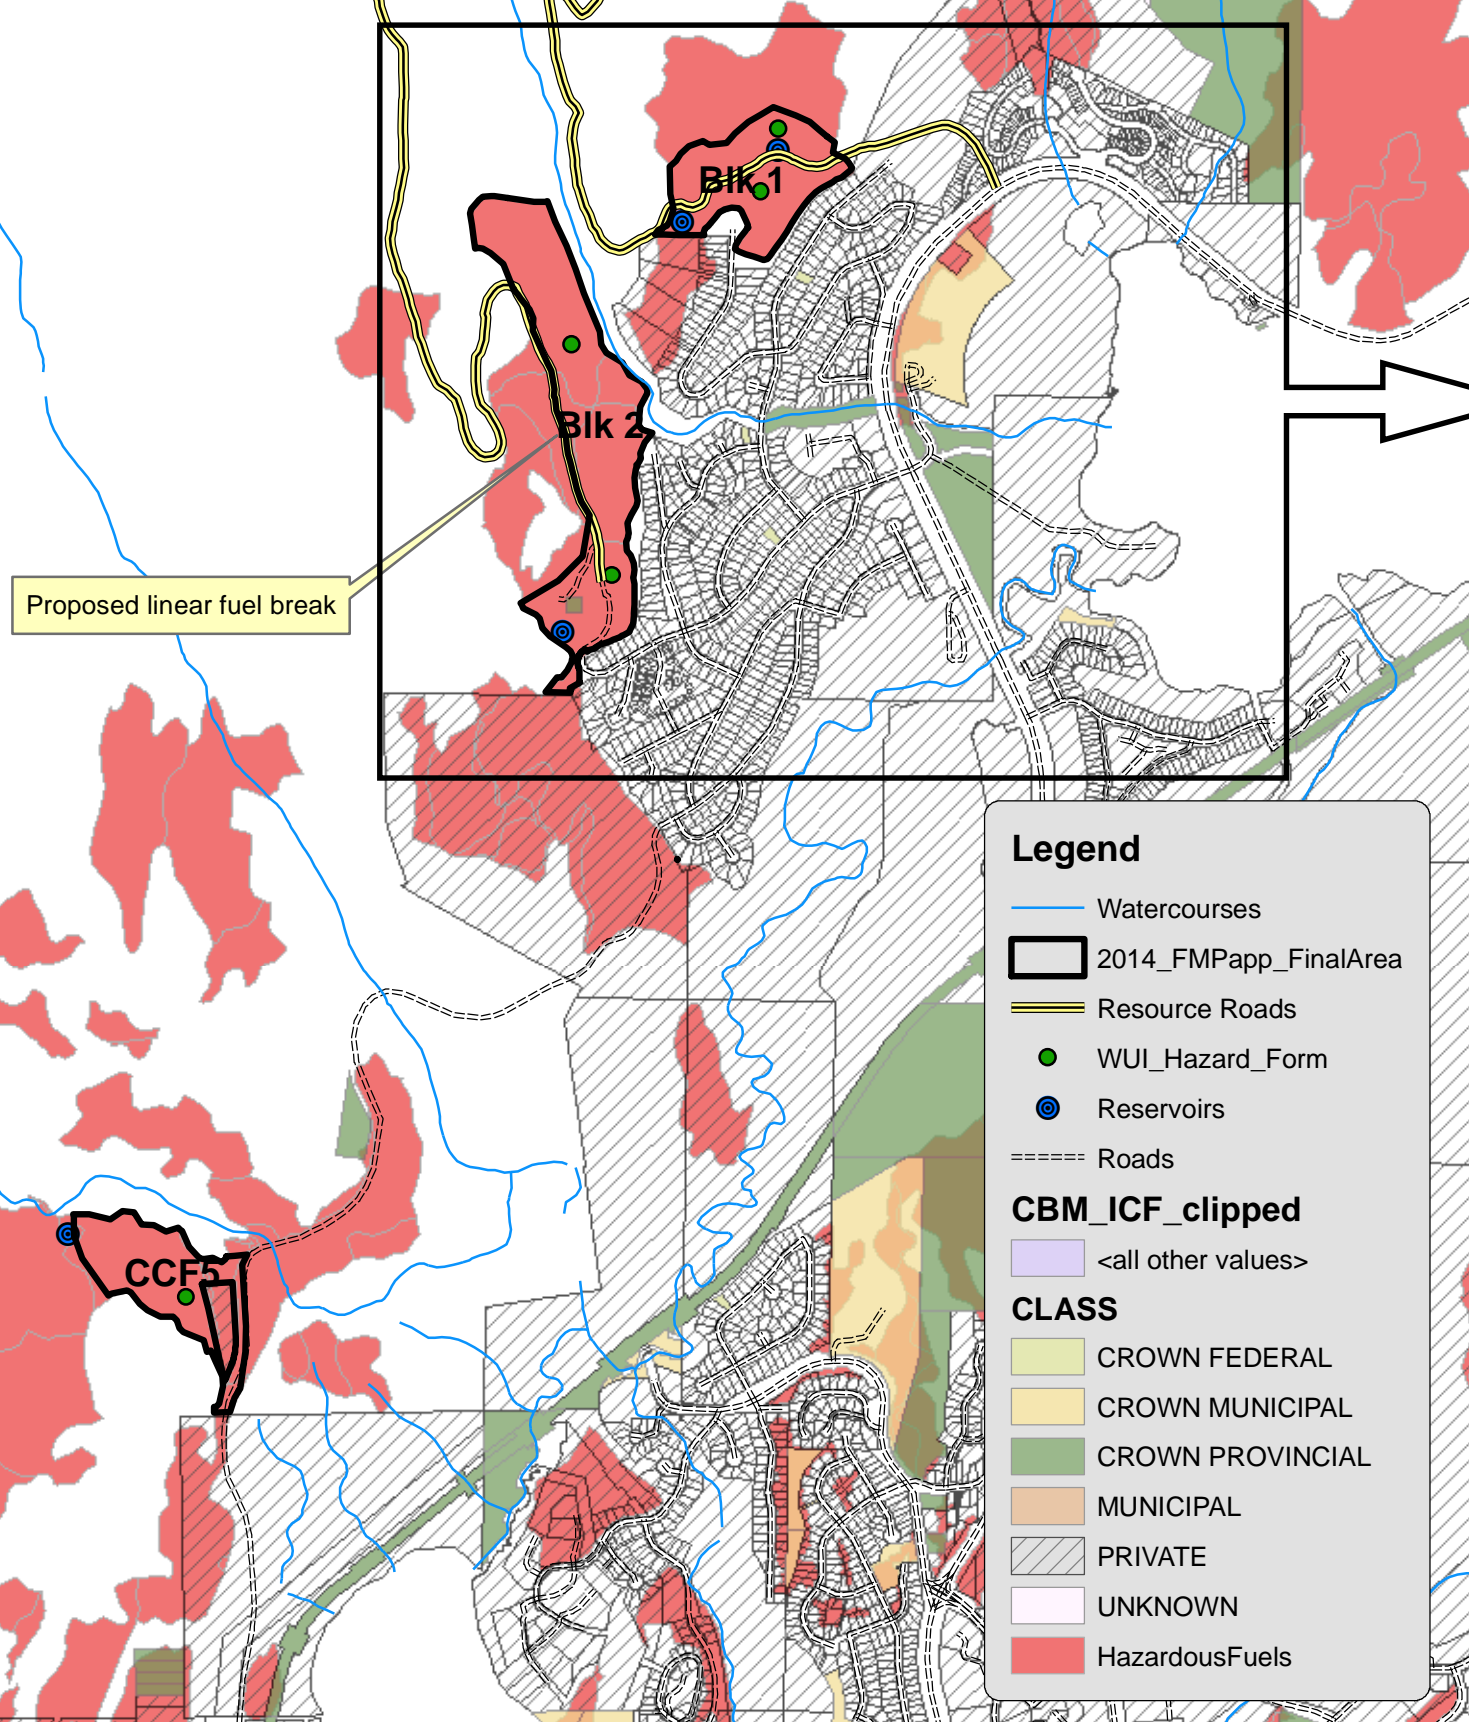 Blk 1
Blk 2
Proposed linear fuel break
CCF5
Legend
Watercourses
2014_FMPapp_FinalArea
Resource Roads
WUI_Hazard_Form
Reservoirs
Roads
CBM_ICF_clipped
<all other values>
CLASS
CROWN FEDERAL
CROWN MUNICIPAL
CROWN PROVINCIAL
MUNICIPAL
PRIVATE
UNKNOWN
HazardousFuels